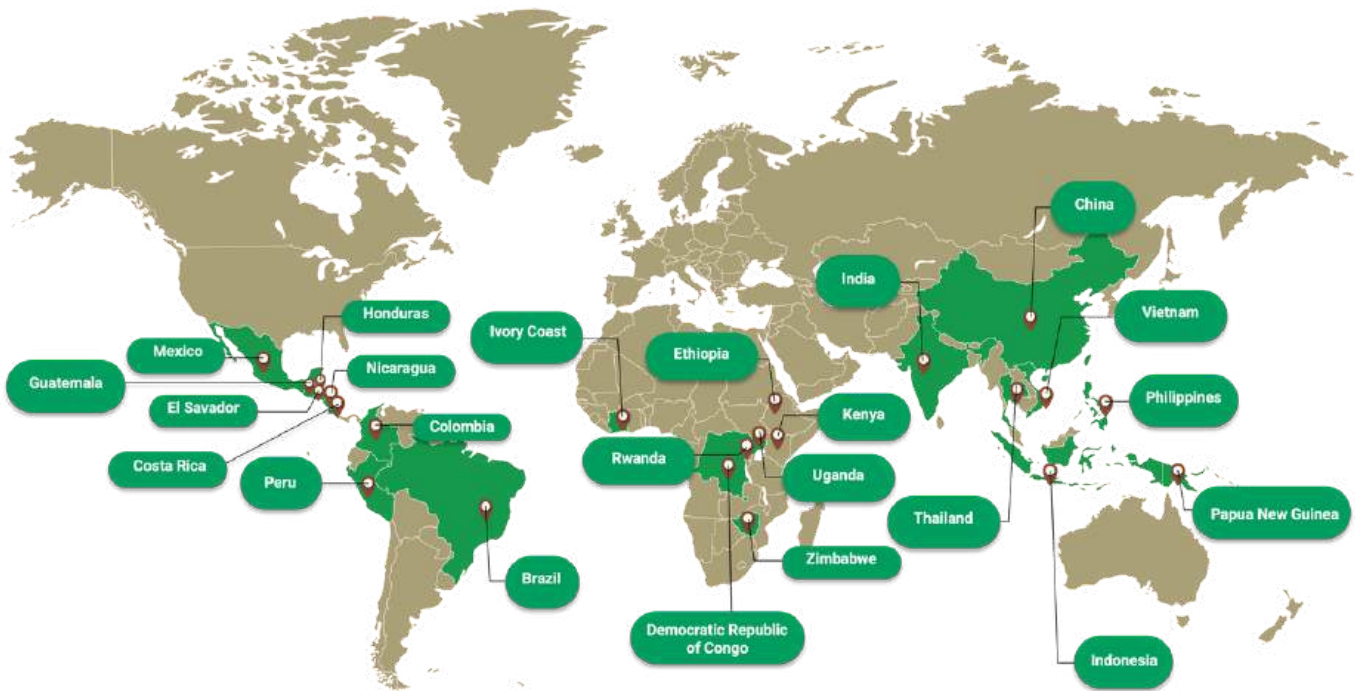 China
India
Honduras
Vietnam
Ivory Coast
Mexico
Ethiopia
Nicaragua
Guatemala
Philippines
El Savador
Kenya
Colombia
Rwanda
Costa Rica
Uganda
Peru
Thailand
Papua New Guinea
Zimbabwe
Brazil
Democratic Republic
of Congo
Indonesia